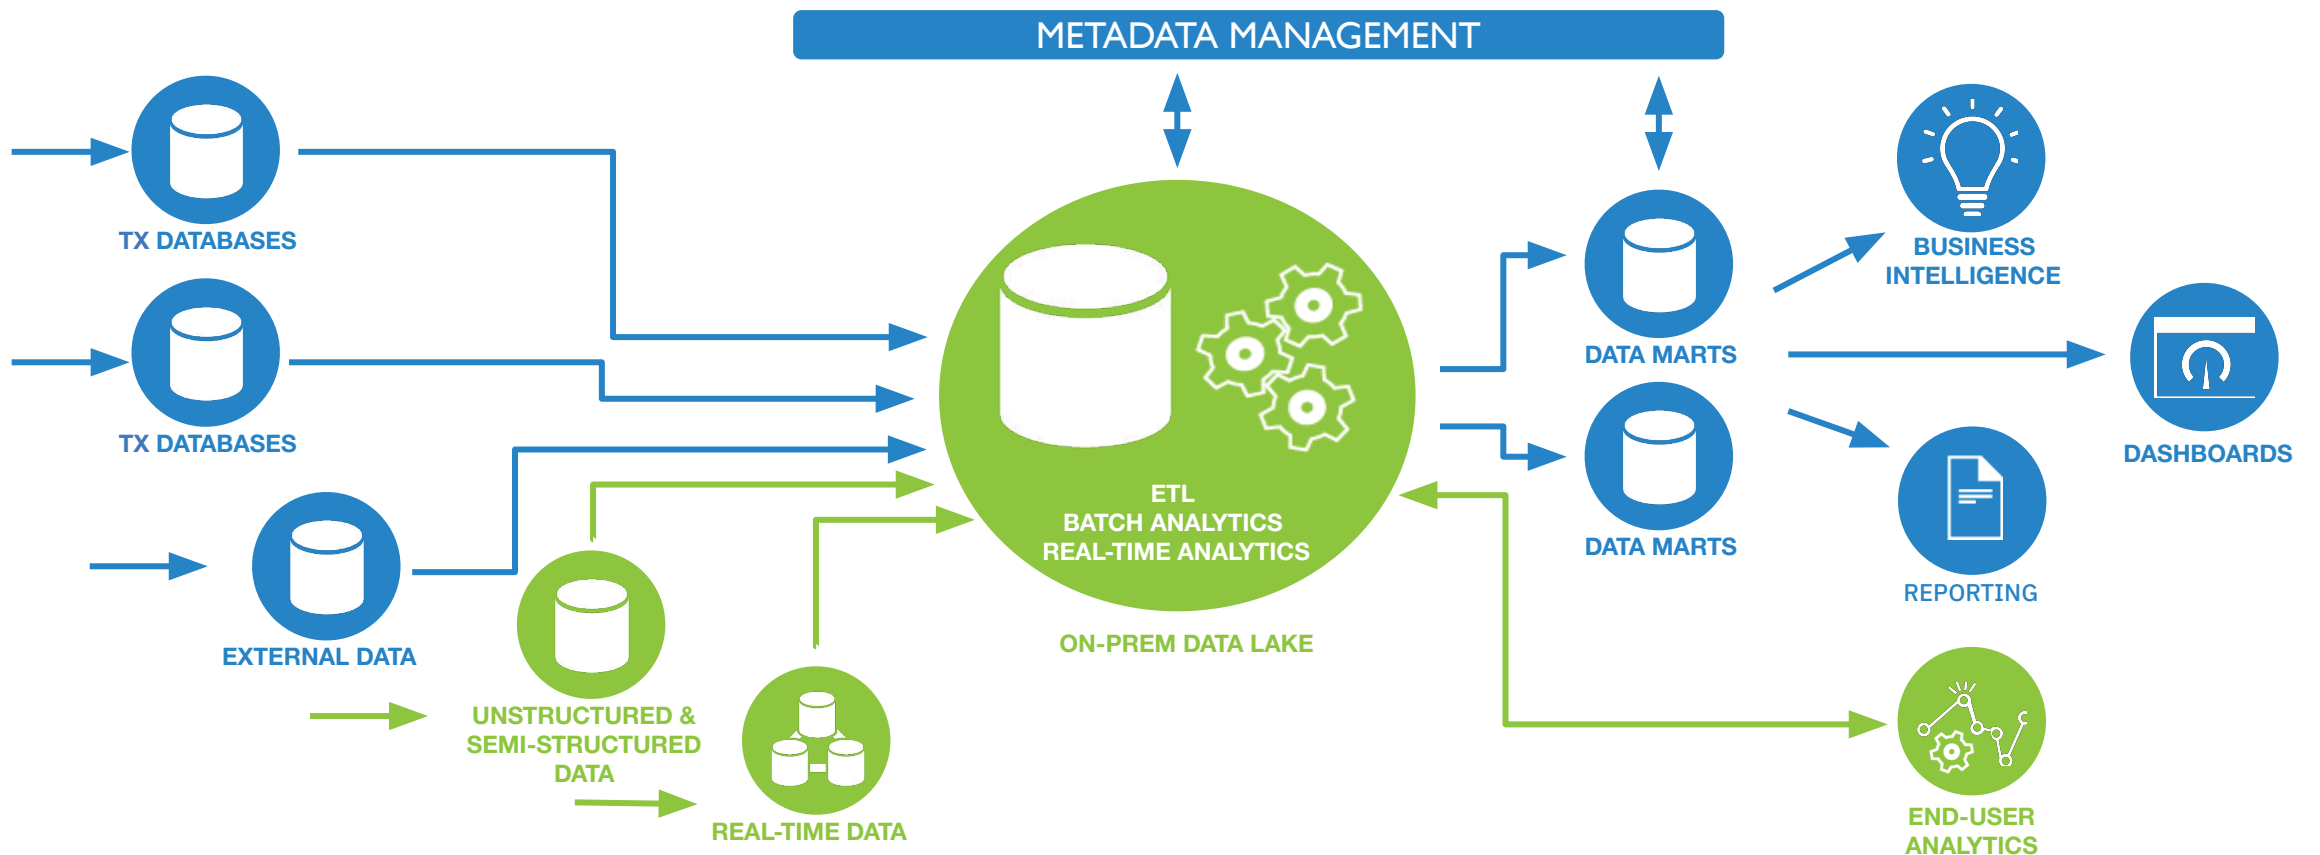 METADATA MANAGEMENT
TX DATABASES
TX DATABASES
EXTERNAL DATA
UNSTRUCTURED &
SEMI-STRUCTURED
DATA
REAL-TIME DATA
ETL
BATCH ANALYTICS
REAL-TIME ANALYTICS
ON-PREM DATA LAKE
DATA MARTS
DATA MARTS
BUSINESS
INTELLIGENCE
DASHBOARDS
REPORTING
END-USER
ANALYTICS